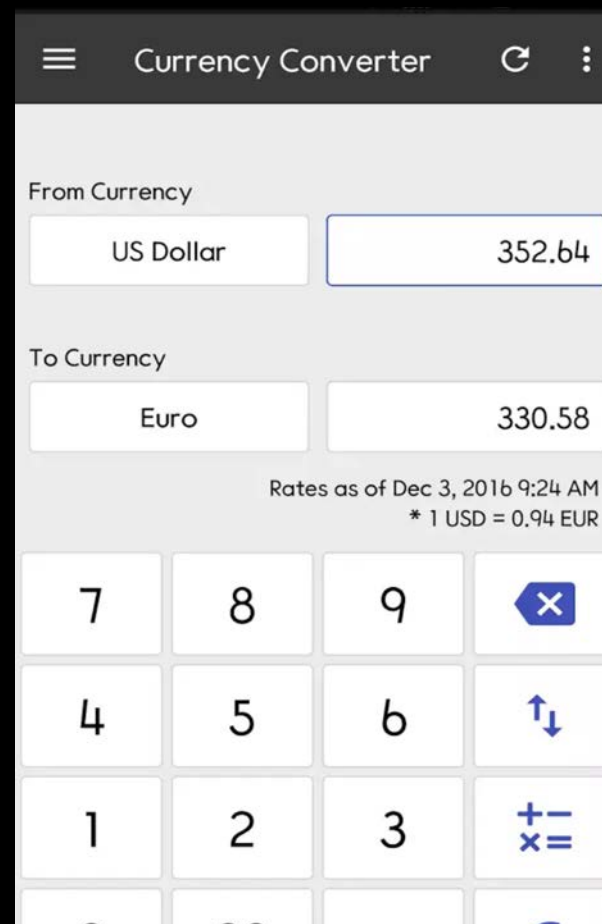 Currency Converter
From Currency
US Dollar 352.64
To Currency
Euro 330.58
Rates as of Dec 3, 2016 9:24 AM
* 1 USD = 0.94 EUR
7 8 9
4 5 6
1 2 3